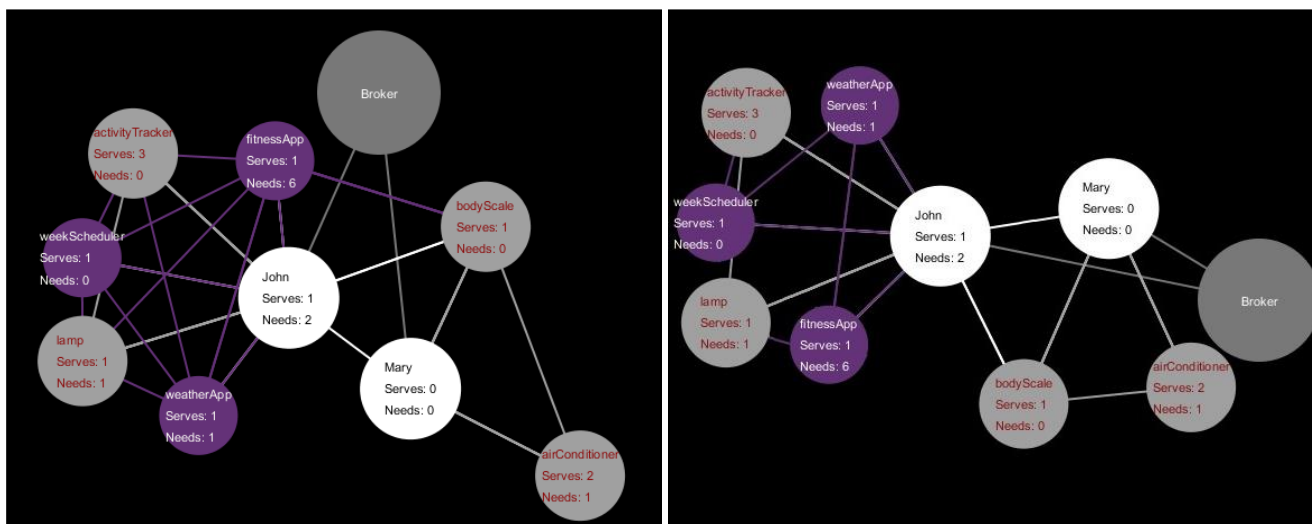 Broker
activityTracker
Serves: 3
Needs: 0
fitnessApp
Serves: 1
Needs: 6
bodyScale
Serves: 1
Needs: 0
weekScheduler
Serves: 1
Needs: 0
John
Serves: 1
Needs: 2
lamp
Serves: 1
Needs: 1
Mary
Serves: 0
Needs: 0
weatherApp
Serves: 1
Needs: 1
airConditioner
Serves: 2
Needs: 1
activityTracker
Serves: 3
Needs: 0
weatherApp
Serves: 1
Needs: 1
weekScheduler
Serves: 1
Needs: 0
John
Serves: 1
Needs: 2
Mary
Serves: 0
Needs: 0
Broker
lamp
Serves: 1
Needs: 1
fitnessApp
Serves: 1
Needs: 6
bodyScale
Serves: 1
Needs: 0
airConditioner
Serves: 2
Needs: 1